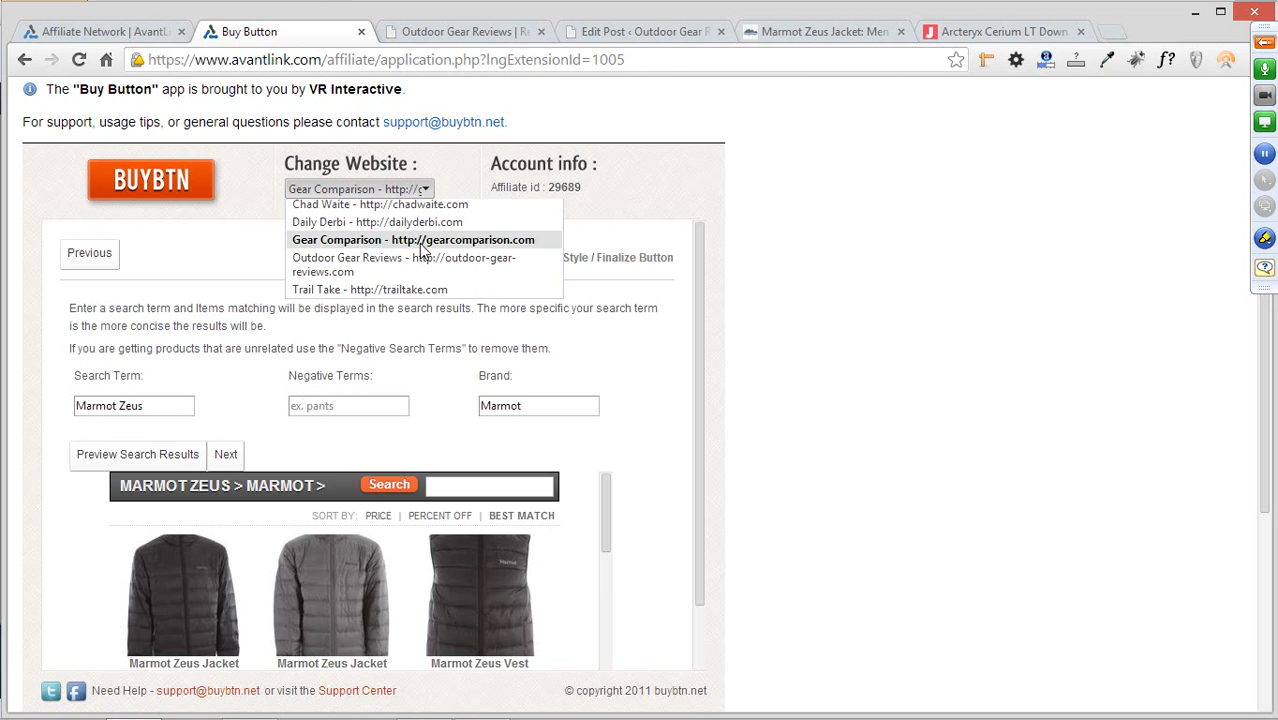 Affiliate Network | AvantL
Buy Button
Outdoor Gear Reviews | R
Edit Post ‹ Outdoor Gear R
Marmot Zeus Jacket: Me
Arcteryx Cerium LT Down
https://www.avantlink.com/affiliate/application.php?lngExtensionId=1005
The "Buy Button" app is brought to you by VR Interactive.
For support, usage tips, or general questions please contact support@buybtn.net.
BUYBTN
Change Website :
Account info :
Gear Comparison - http://g
Affiliate id : 29689
Chad Waite - http://chadwaite.com
Daily Derbi - http://dailyderbi.com
Gear Comparison - http://gearcomparison.com
Outdoor Gear Reviews - http://outdoor-gear-
reviews.com
Trail Take - http://trailtake.com
Previous
Style / Finalize Button
Enter a search term and Items matching will be displayed in the search results. The more specific your search term
is the more concise the results will be.
If you are getting products that are unrelated use the "Negative Search Terms" to remove them.
Search Term:
Negative Terms:
Brand:
Marmot Zeus
ex. pants
Marmot
Preview Search Results
Next
MARMOT ZEUS > MARMOT >
Search
SORT BY: PRICE | PERCENT OFF | BEST MATCH
Marmot Zeus Jacket
Marmot Zeus Jacket
Marmot Zeus Vest
Need Help - support@buybtn.net or visit the Support Center
© copyright 2011 buybtn.net